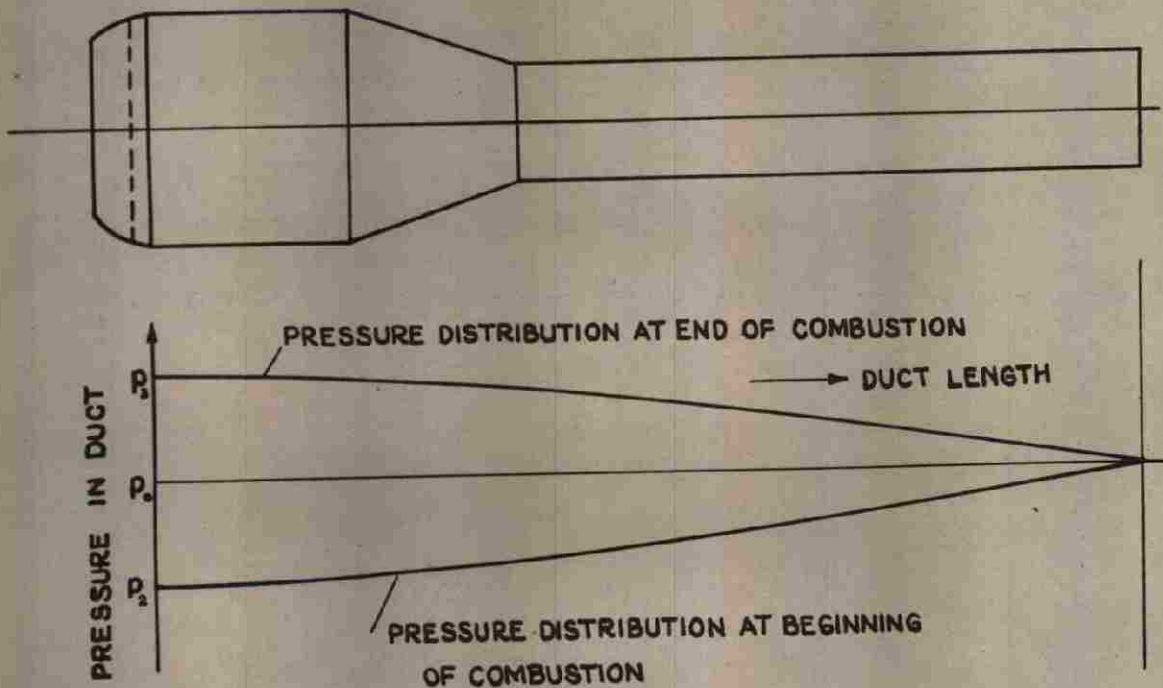 PRESSURE DISTRIBUTION AT END OF COMBUSTION
DUCT LENGTH
PRESSURE IN DUCT
P₃
P₀
P₂
PRESSURE DISTRIBUTION AT BEGINNING
OF COMBUSTION